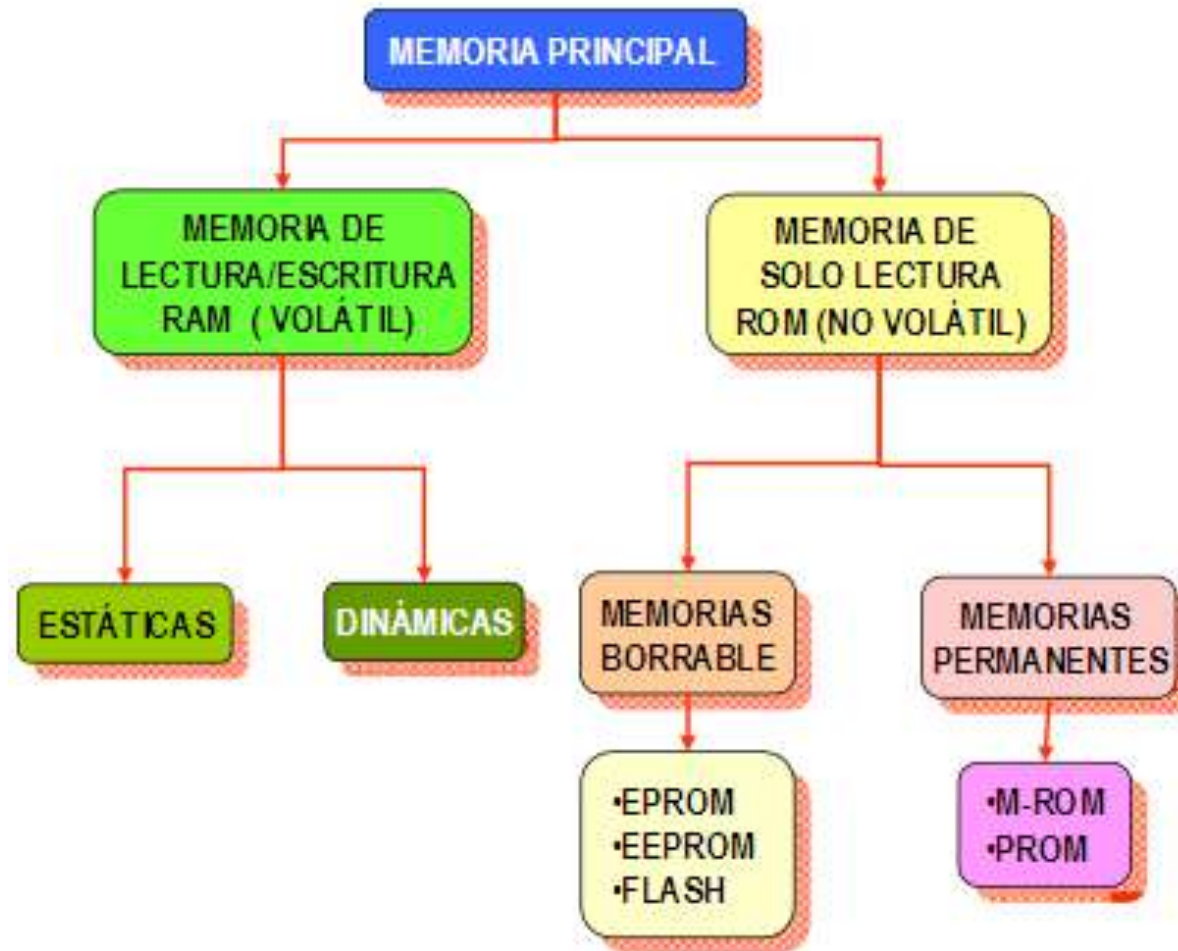 MEMORIA PRINCIPAL
MEMORIA DE
LECTURA/ESCRITURA
RAM ( VOLÁTIL)
MEMORIA DE
SOLO LECTURA
ROM (NO VOLÁTIL)
ESTÁTICAS
DINÁMICAS
MEMORIAS
BORRABLE
MEMORIAS
PERMANENTES
•EPROM
•EEPROM
•FLASH
•M-ROM
•PROM